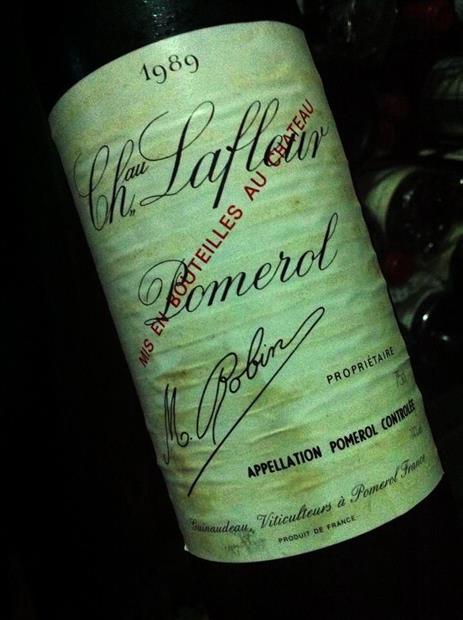 1989
Chau,, Lafleur
MIS EN BOUTEILLES AU CHATEAU
Pomerol
M. Robin
PROPRIÉTAIRE
APPELLATION POMEROL CONTROLÉE
Guinaudeau, Viticulteurs à Pomerol France
PRODUIT DE FRANCE